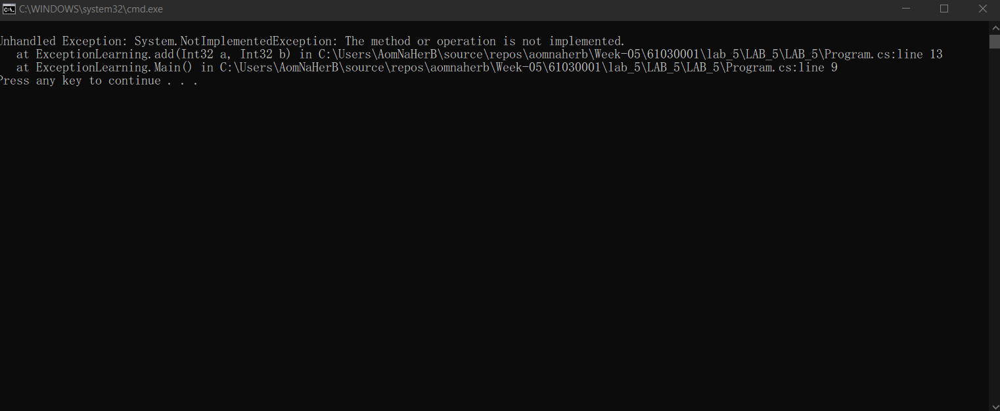 C:\WINDOWS\system32\cmd.exe
Unhandled Exception: System.NotImplementedException: The method or operation is not implemented.
   at ExceptionLearning.add(Int32 a, Int32 b) in C:\Users\AomNaHerB\source\repos\aomnaherb\Week-05\61030001\lab_5\LAB_5\LAB_5\Program.cs:line 13
   at ExceptionLearning.Main() in C:\Users\AomNaHerB\source\repos\aomnaherb\Week-05\61030001\lab_5\LAB_5\LAB_5\Program.cs:line 9
Press any key to continue . . .